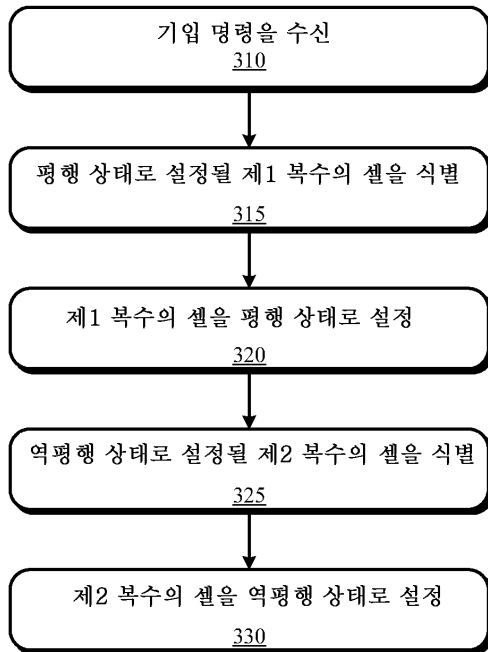 기입 명령을 수신
310
평행 상태로 설정될 제1 복수의 셀을 식별
315
제1 복수의 셀을 평행 상태로 설정
320
역평행 상태로 설정될 제2 복수의 셀을 식별
325
제2 복수의 셀을 역평행 상태로 설정
330